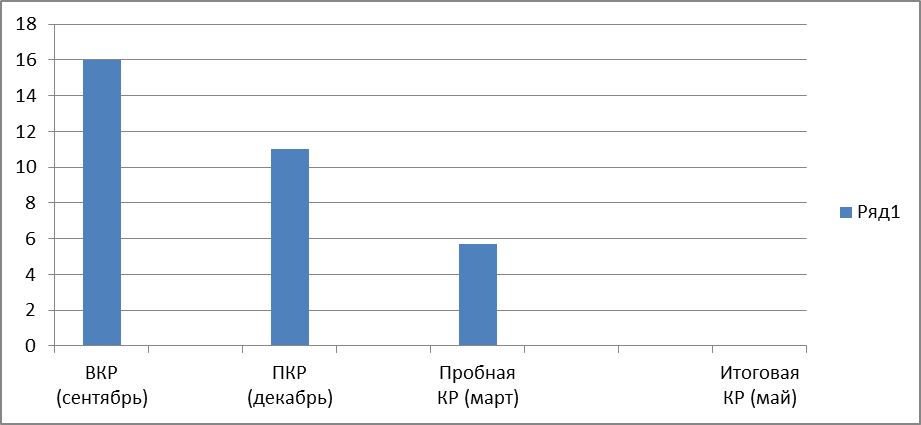 18
16
14
12
10
8
6
4
2
0
ВКР
(сентябрь)
ПКР
(декабрь)
Пробная
КР (март)
Итоговая
КР (май)
Ряд1